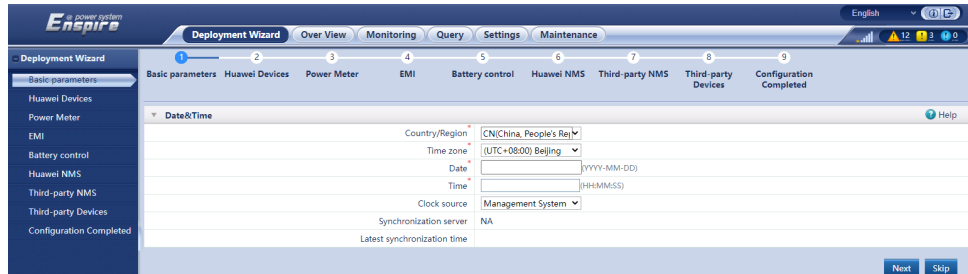 e power system
Enspire
English
Deployment Wizard Over View Monitoring Query Settings Maintenance
12 3 0
Deployment Wizard
Basic parameters
Huawei Devices
Power Meter
EMI
Battery control
Huawei NMS
Third-party NMS
Third-party Devices
Configuration Completed
1 2 3 4 5 6 7 8 9
Basic parameters Huawei Devices Power Meter EMI Battery control Huawei NMS Third-party NMS Third-party Devices Configuration Completed
Date&Time
Help
Country/Region * CN(China, People's Rep
Time zone * (UTC+08:00) Beijing
Date * (YYYY-MM-DD)
Time * (HH:MM:SS)
Clock source Management System
Synchronization server NA
Latest synchronization time
Next Skip